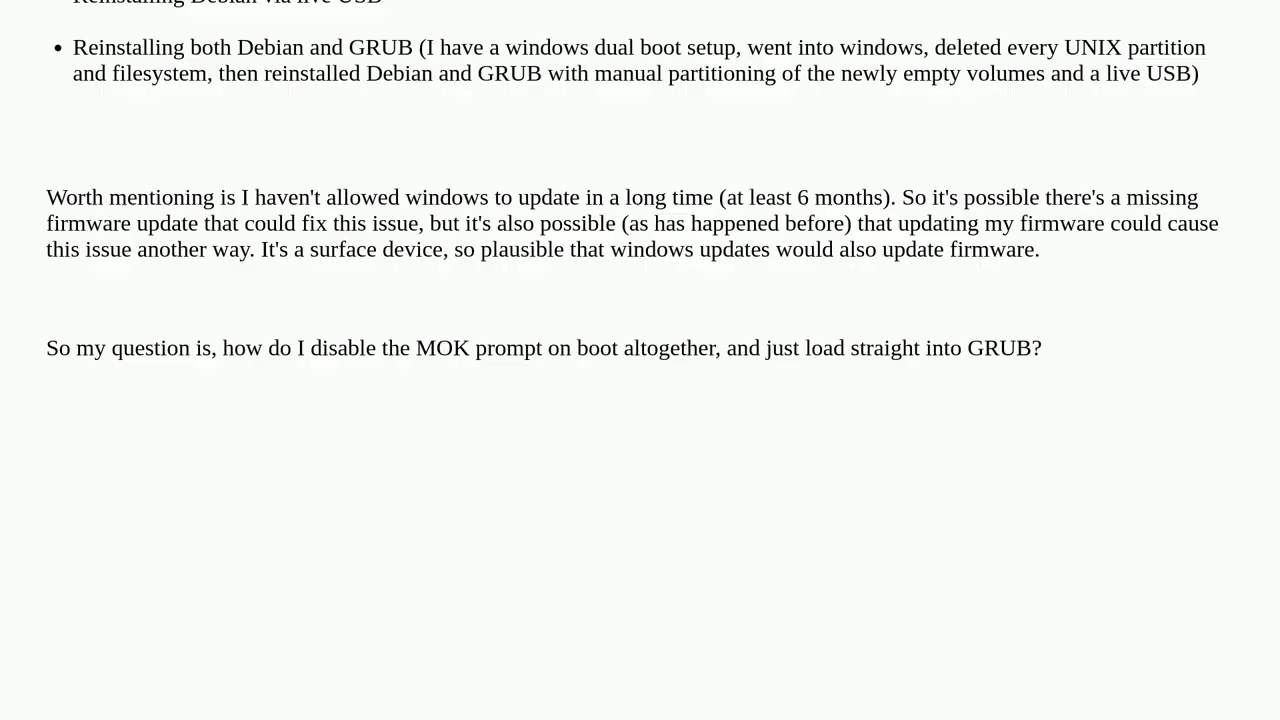 Reinstalling Debian via live USB
Reinstalling both Debian and GRUB (I have a windows dual boot setup, went into windows, deleted every UNIX partition
and filesystem, then reinstalled Debian and GRUB with manual partitioning of the newly empty volumes and a live USB)
Worth mentioning is I haven't allowed windows to update in a long time (at least 6 months). So it's possible there's a missing
firmware update that could fix this issue, but it's also possible (as has happened before) that updating my firmware could cause
this issue another way. It's a surface device, so plausible that windows updates would also update firmware.
So my question is, how do I disable the MOK prompt on boot altogether, and just load straight into GRUB?